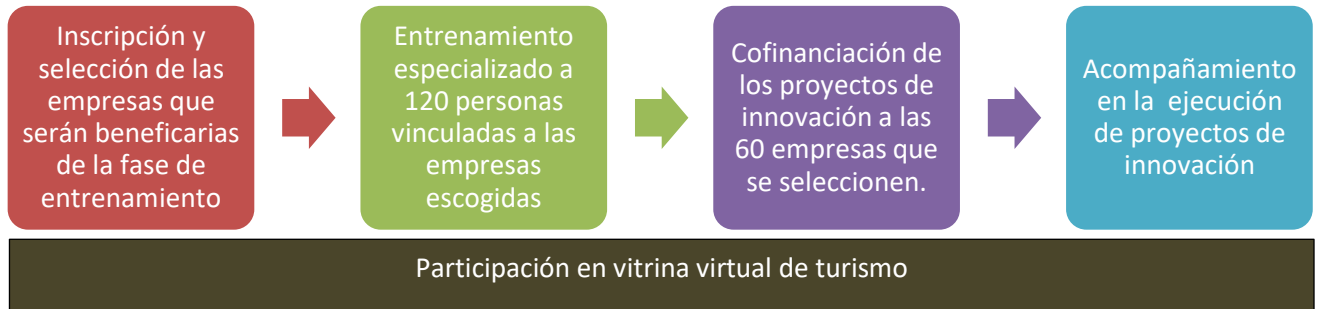 Inscripción y
selección de las
empresas que
serán beneficarias
de la fase de
entrenamiento
Entrenamiento
especializado a
120 personas
vinculadas a las
empresas
escogidas
Cofinanciación de
los proyectos de
innovación a las
60 empresas que
se seleccionen.
Acompañamiento
en la ejecución
de proyectos de
innovación
Participación en vitrina virtual de turismo